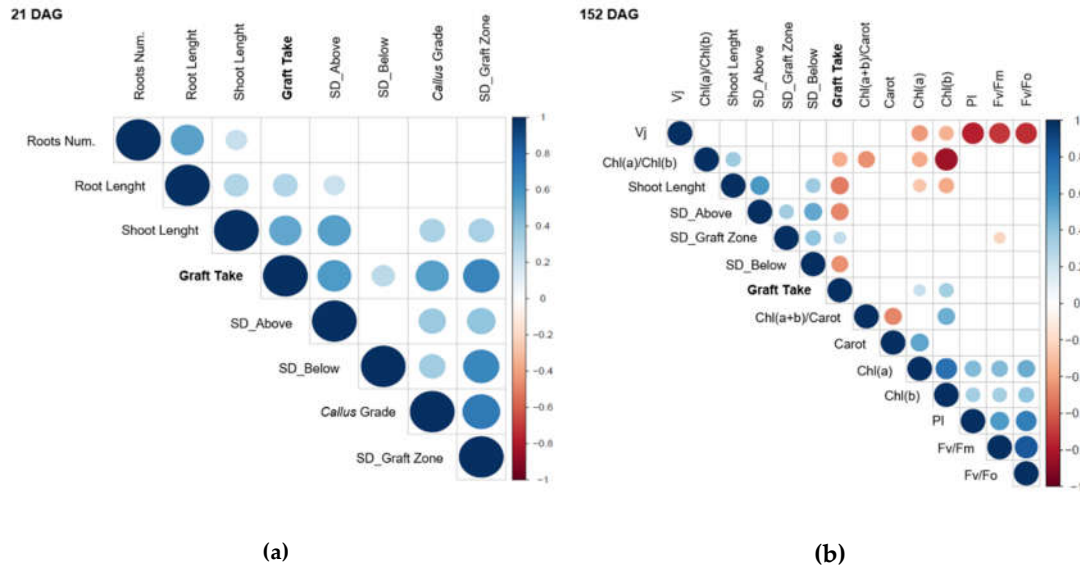 21 DAG
Roots Num.
Root Lenght
Shoot Lenght
Graft Take
SD_Above
SD_Below
Callus Grade
SD_Graft Zone
Roots Num.
Root Lenght
Shoot Lenght
Graft Take
SD_Above
SD_Below
Callus Grade
SD_Graft Zone
1
0.8
0.6
0.4
0.2
0
-0.2
-0.4
-0.6
-0.8
-1
(a)
152 DAG
Vj
Chl(a)/Chl(b)
Shoot Lenght
SD_Above
SD_Graft Zone
SD_Below
Graft Take
Chl(a+b)/Carot
Carot
Chl(a)
Chl(b)
PI
Fv/Fm
Fv/Fo
Vj
Chl(a)/Chl(b)
Shoot Lenght
SD_Above
SD_Graft Zone
SD_Below
Graft Take
Chl(a+b)/Carot
Carot
Chl(a)
Chl(b)
PI
Fv/Fm
Fv/Fo
(b)